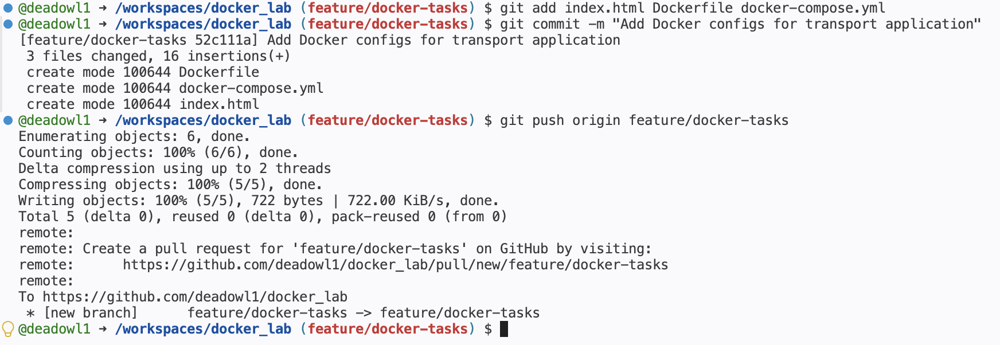 @deadowl1 → /workspaces/docker_lab (feature/docker-tasks) $ git add index.html Dockerfile docker-compose.yml
@deadowl1 → /workspaces/docker_lab (feature/docker-tasks) $ git commit -m "Add Docker configs for transport application"
[feature/docker-tasks 52c111a] Add Docker configs for transport application
 3 files changed, 16 insertions(+)
 create mode 100644 Dockerfile
 create mode 100644 docker-compose.yml
 create mode 100644 index.html
@deadowl1 → /workspaces/docker_lab (feature/docker-tasks) $ git push origin feature/docker-tasks
Enumerating objects: 6, done.
Counting objects: 100% (6/6), done.
Delta compression using up to 2 threads
Compressing objects: 100% (5/5), done.
Writing objects: 100% (5/5), 722 bytes | 722.00 KiB/s, done.
Total 5 (delta 0), reused 0 (delta 0), pack-reused 0 (from 0)
remote:
remote: Create a pull request for 'feature/docker-tasks' on GitHub by visiting:
remote:      https://github.com/deadowl1/docker_lab/pull/new/feature/docker-tasks
remote:
To https://github.com/deadowl1/docker_lab
 * [new branch]      feature/docker-tasks -> feature/docker-tasks
@deadowl1 → /workspaces/docker_lab (feature/docker-tasks) $